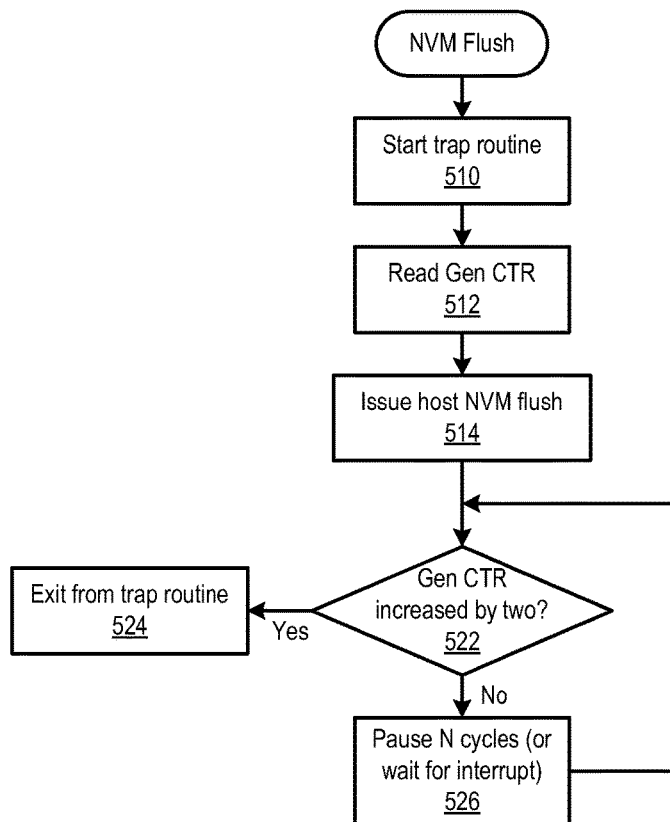 NVM Flush
Start trap routine
510
Read Gen CTR
512
Issue host NVM flush
514
Gen CTR
increased by two?
522
Exit from trap routine
524
Yes
No
Pause N cycles (or
wait for interrupt)
526